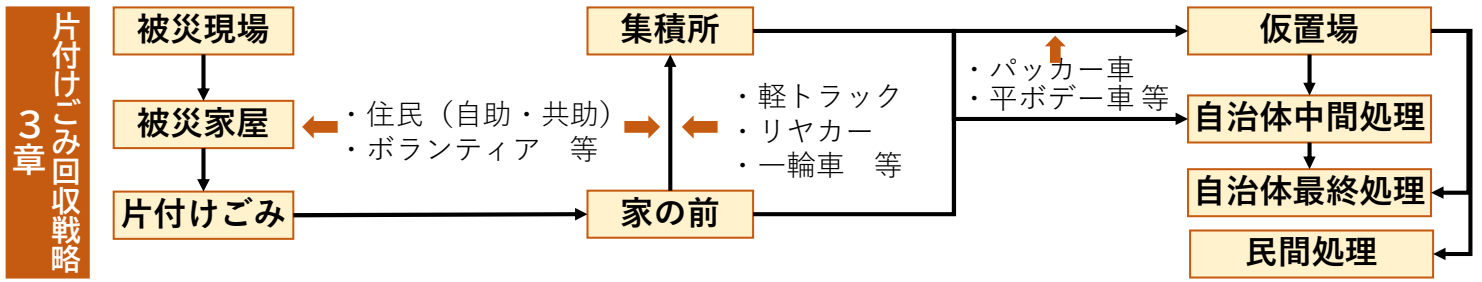 片付けごみ回収戦略
３章
被災現場
被災家屋
片付けごみ
・住民（自助・共助）
・ボランティア　等
集積所
家の前
・軽トラック
・リヤカー
・一輪車　等
・パッカー車
・平ボデー車 等
仮置場
自治体中間処理
自治体最終処理
民間処理